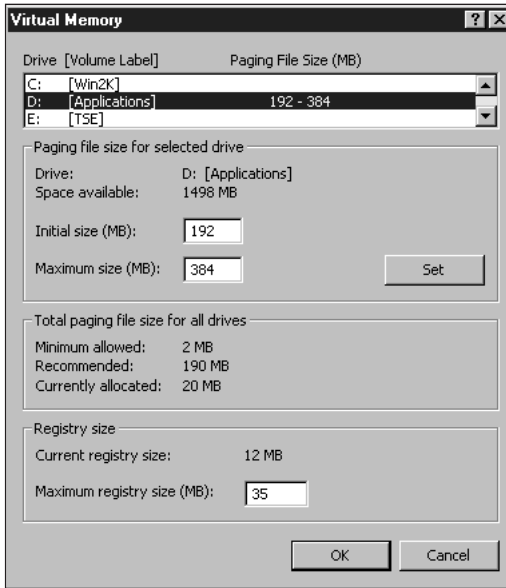 Virtual Memory
Drive [Volume Label] Paging File Size (MB)
C: [Win2K]
D: [Applications] 192 - 384
E: [TSE]
Paging file size for selected drive
Drive: D: [Applications]
Space available: 1498 MB
Initial size (MB): 192
Maximum size (MB): 384 Set
Total paging file size for all drives
Minimum allowed: 2 MB
Recommended: 190 MB
Currently allocated: 20 MB
Registry size
Current registry size: 12 MB
Maximum registry size (MB): 35
OK Cancel